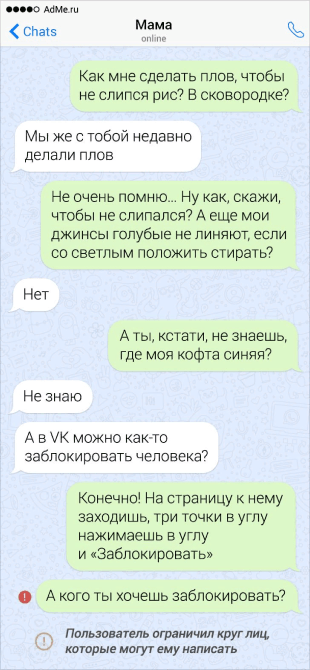 AdMe.ru
Chats
Мама
online
Как мне сделать плов, чтобы
не слипся рис? В сковородке?
Мы же с тобой недавно
делали плов
Не очень помню... Ну как, скажи,
чтобы не слипался? А еще мои
джинсы голубые не линяют, если
со светлым положить стирать?
Нет
А ты, кстати, не знаешь,
где моя кофта синяя?
Не знаю
А в VK можно как-то
заблокировать человека?
Конечно! На страницу к нему
заходишь, три точки в углу
нажимаешь в углу
и «Заблокировать»
А кого ты хочешь заблокировать?
Пользователь ограничил круг лиц,
которые могут ему написать